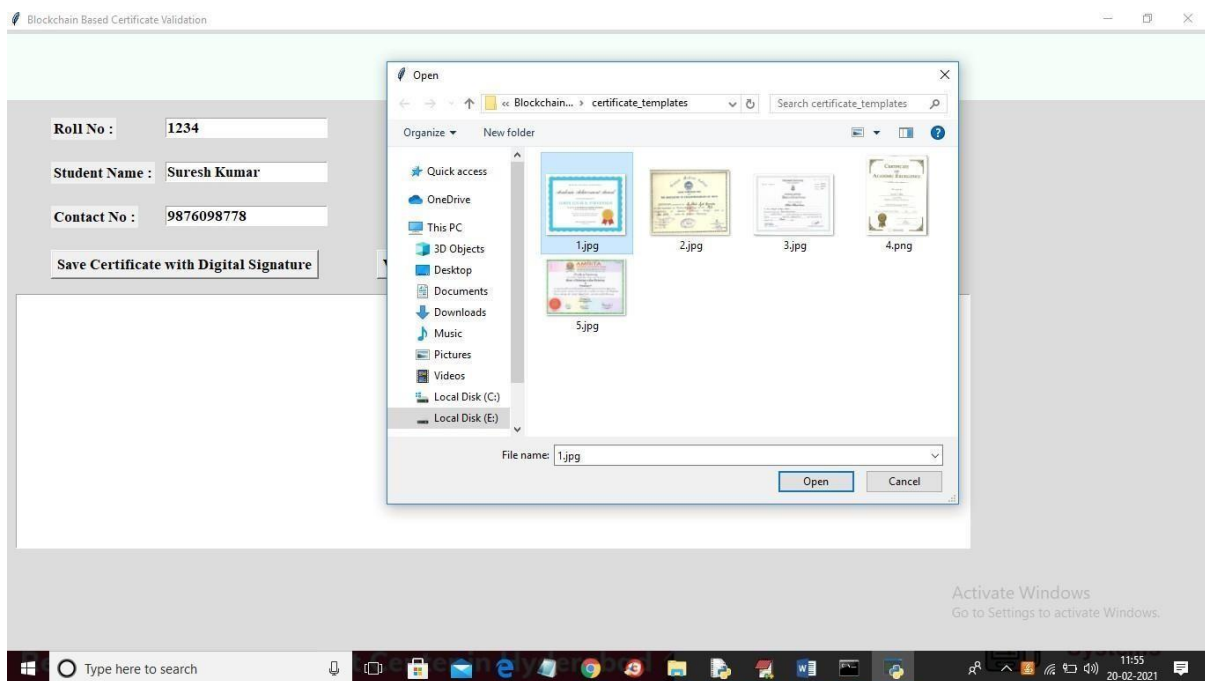 Blockchain Based Certificate Validation
Open
« Blockchain... › certificate_templates
Search certificate_templates
Organize
New folder
Roll No :
1234
Student Name :
Suresh Kumar
Contact No :
9876098778
Save Certificate with Digital Signature
Quick access
OneDrive
This PC
3D Objects
Desktop
Documents
Downloads
Music
Pictures
Videos
Local Disk (C:)
Local Disk (E:)
1.jpg
2.jpg
3.jpg
4.png
5.jpg
File name:
1.jpg
Open
Cancel
Activate Windows
Go to Settings to activate Windows.
Type here to search
11:55
20-02-2021